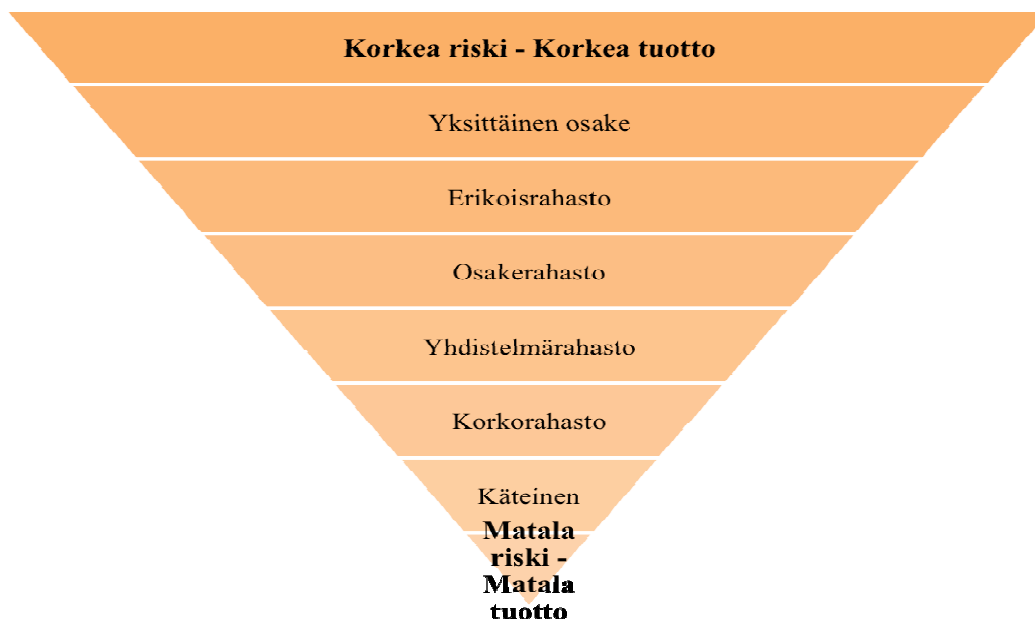 Korkea riski - Korkea tuotto
Yksittäinen osake
Erikoisrahasto
Osakerahasto
Yhdistelmärahasto
Korkorahasto
Käteinen
Matala
riski -
Matala
tuotto